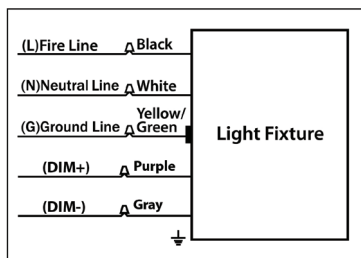 (L)Fire Line Black
(N)Neutral Line White
Yellow/
(G)Ground Line Green
Light Fixture
(DIM+) Purple
(DIM-) Gray